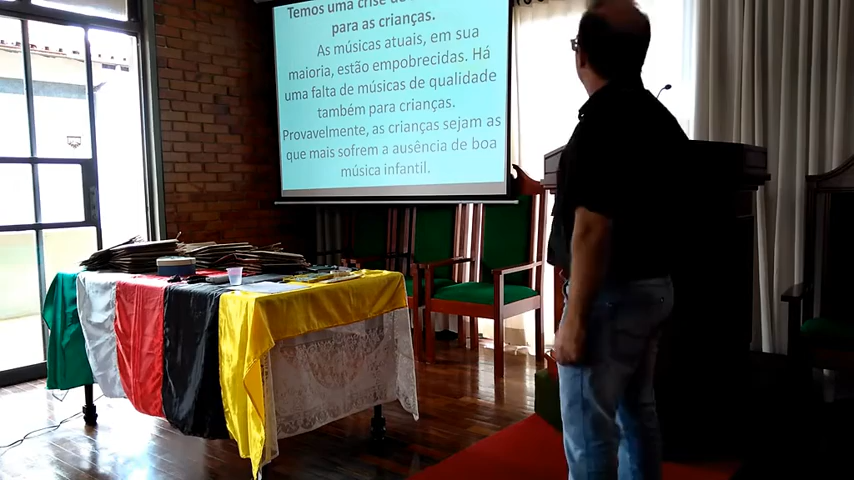 Temos uma crise de
para as crianças.
As músicas atuais, em sua
maioria, estão empobrecidas. Há
uma falta de músicas de qualidade
também para crianças.
Provavelmente, as crianças sejam as
que mais sofrem a ausência de boa
música infantil.